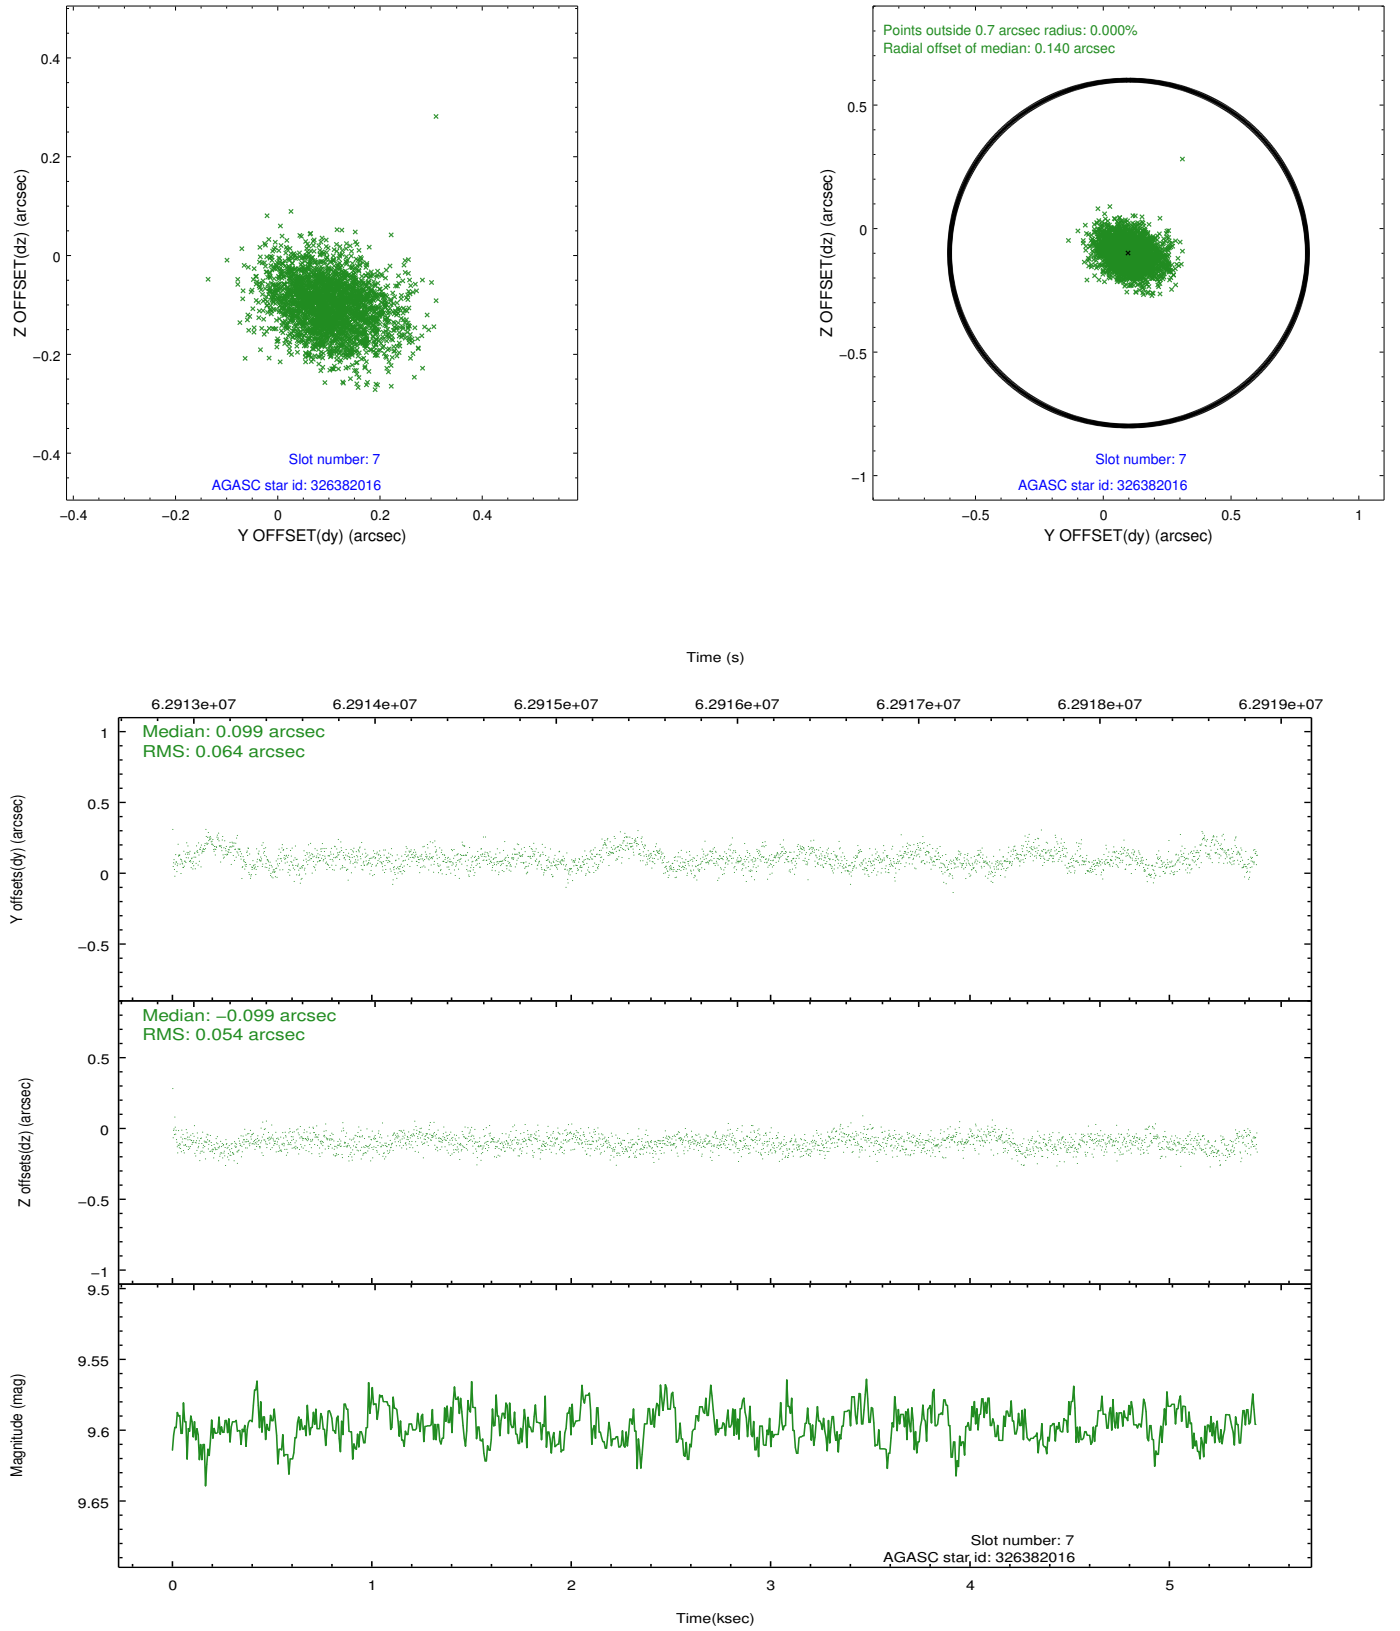 0.4
0.2
0
−0.2
−0.4
Z OFFSET(dz) (arcsec)
Slot number: 7
AGASC star id: 326382016
−0.4
−0.2
0
0.2
0.4
Y OFFSET(dy) (arcsec)
Points outside 0.7 arcsec radius: 0.000%
Radial offset of median: 0.140 arcsec
0.5
0
−0.5
−1
Z OFFSET(dz) (arcsec)
Slot number: 7
AGASC star id: 326382016
−0.5
0
0.5
1
Y OFFSET(dy) (arcsec)
Time (s)
6.2913e+07
6.2914e+07
6.2915e+07
6.2916e+07
6.2917e+07
6.2918e+07
6.2919e+07
Median: 0.099 arcsec
RMS: 0.064 arcsec
1
0.5
0
−0.5
Y offsets(dy) (arcsec)
Median: −0.099 arcsec
RMS: 0.054 arcsec
0.5
0
−0.5
−1
Z offsets(dz) (arcsec)
9.5
9.55
9.6
9.65
Magnitude (mag)
Slot number: 7
AGASC star id: 326382016
0
1
2
3
4
5
Time(ksec)